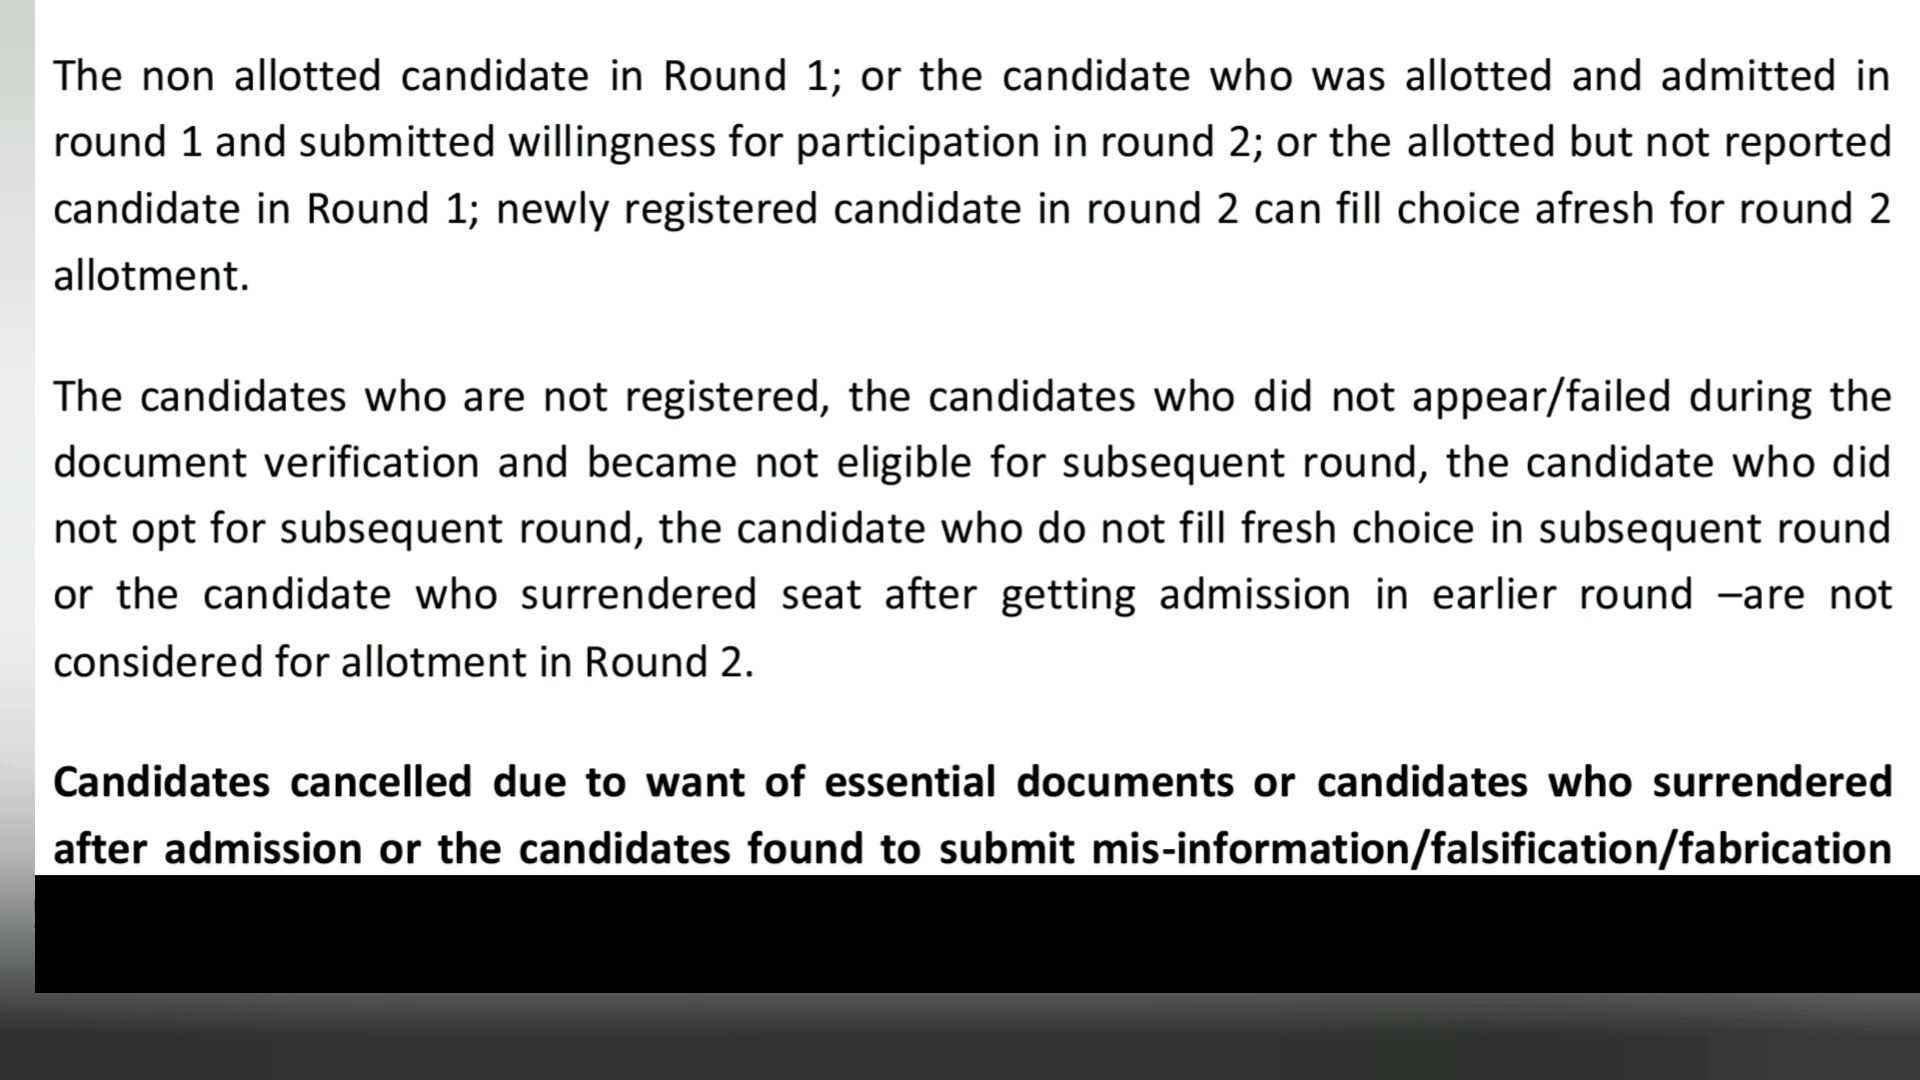 The non allotted candidate in Round 1; or the candidate who was allotted and admitted in
round 1 and submitted willingness for participation in round 2; or the allotted but not reported
candidate in Round 1; newly registered candidate in round 2 can fill choice afresh for round 2
allotment.
The candidates who are not registered, the candidates who did not appear/failed during the
document verification and became not eligible for subsequent round, the candidate who did
not opt for subsequent round, the candidate who do not fill fresh choice in subsequent round
or the candidate who surrendered seat after getting admission in earlier round –are not
considered for allotment in Round 2.
Candidates cancelled due to want of essential documents or candidates who surrendered
after admission or the candidates found to submit mis-information/falsification/fabrication